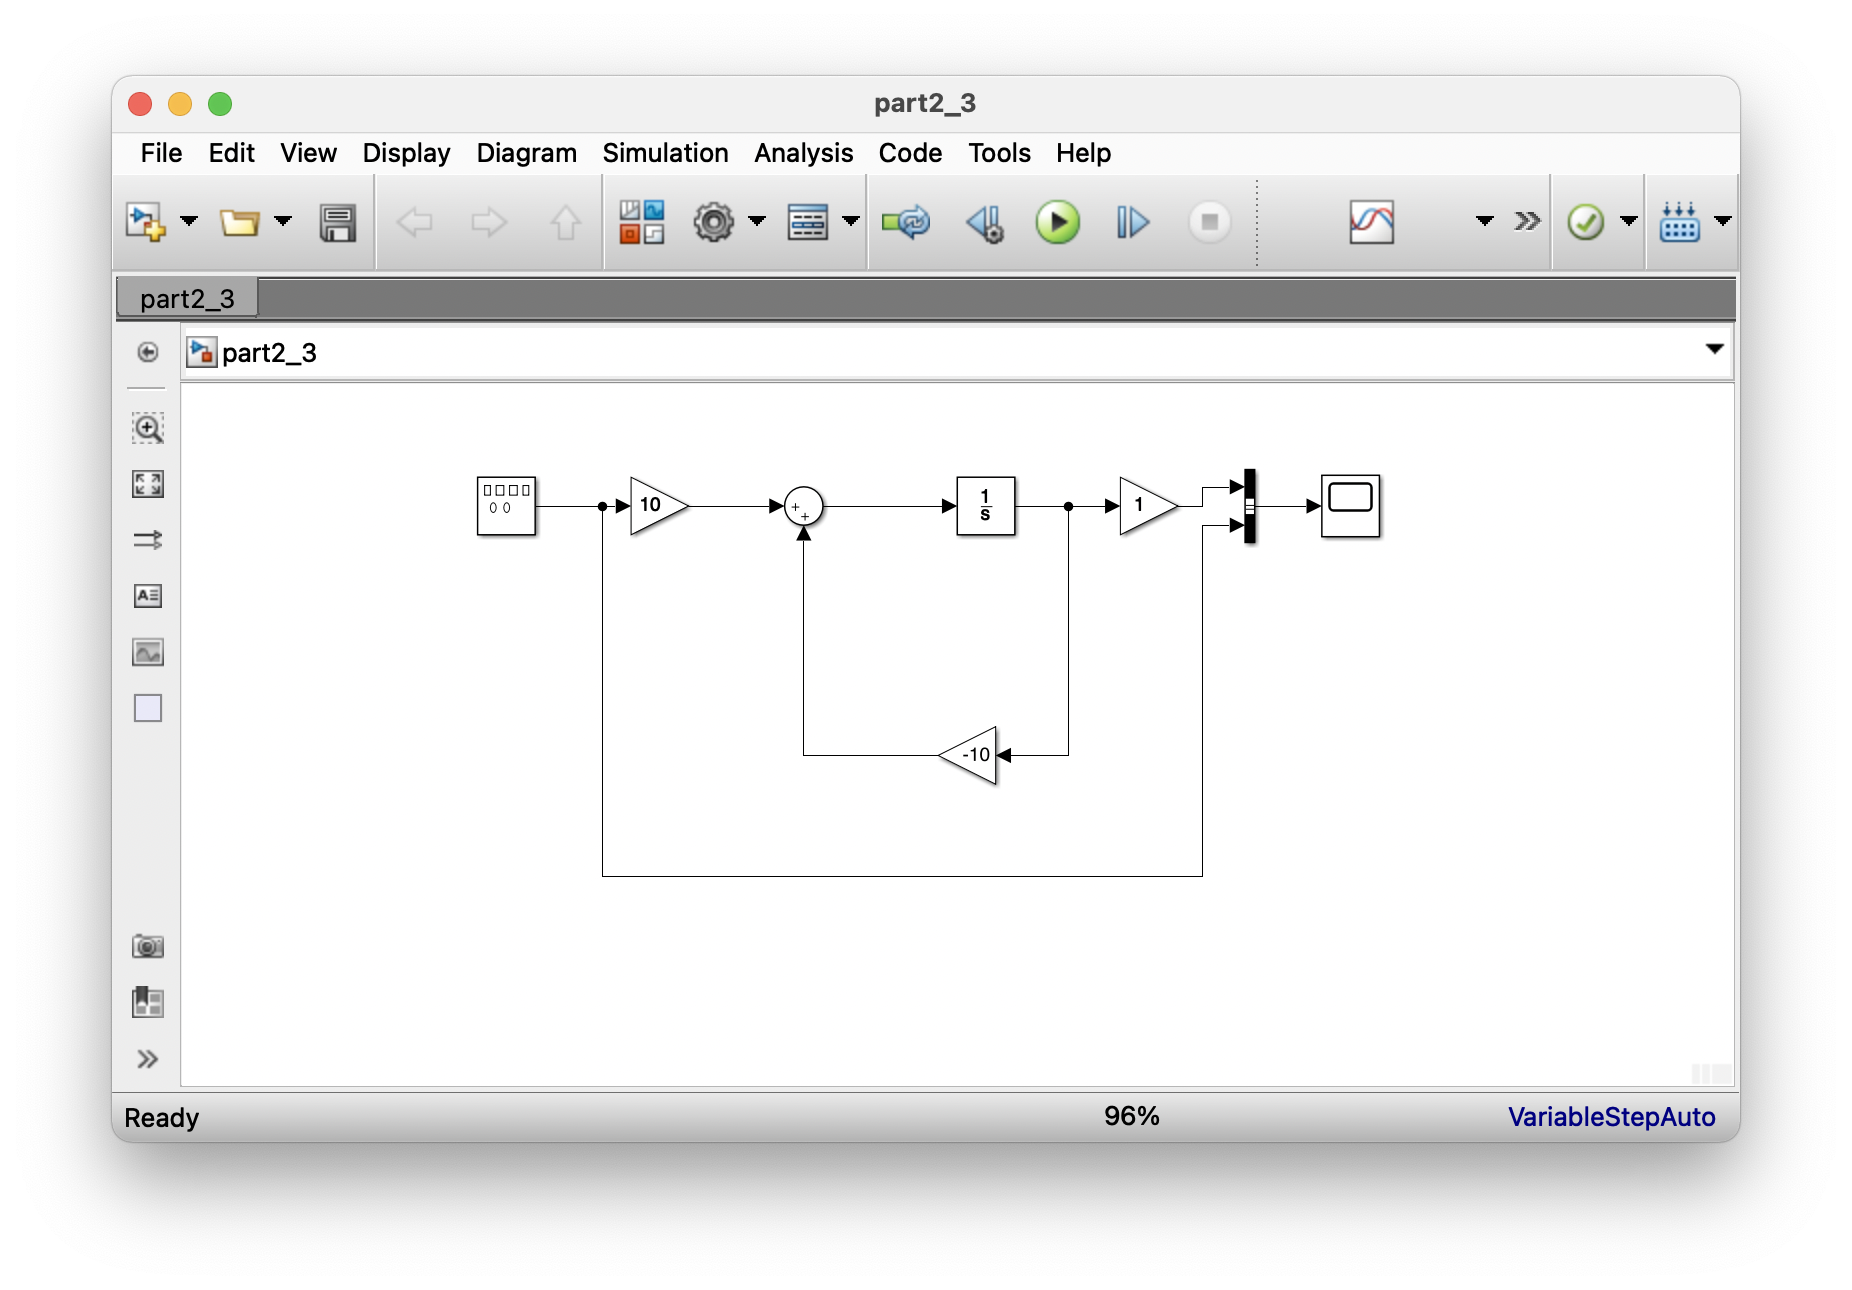 part2_3
File Edit View Display Diagram Simulation Analysis Code Tools Help
part2_3
part2_3
10
+
+
1
s
1
-10
Ready 96% VariableStepAuto